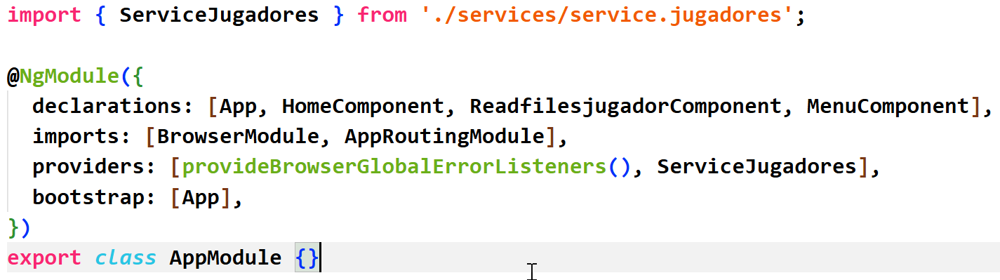 import { ServiceJugadores } from './services/service.jugadores';
@NgModule({
declarations: [App, HomeComponent, ReadfilesjugadorComponent, MenuComponent],
imports: [BrowserModule, AppRoutingModule],
providers: [provideBrowserGlobalErrorListeners(), ServiceJugadores],
bootstrap: [App],
})
export class AppModule {}